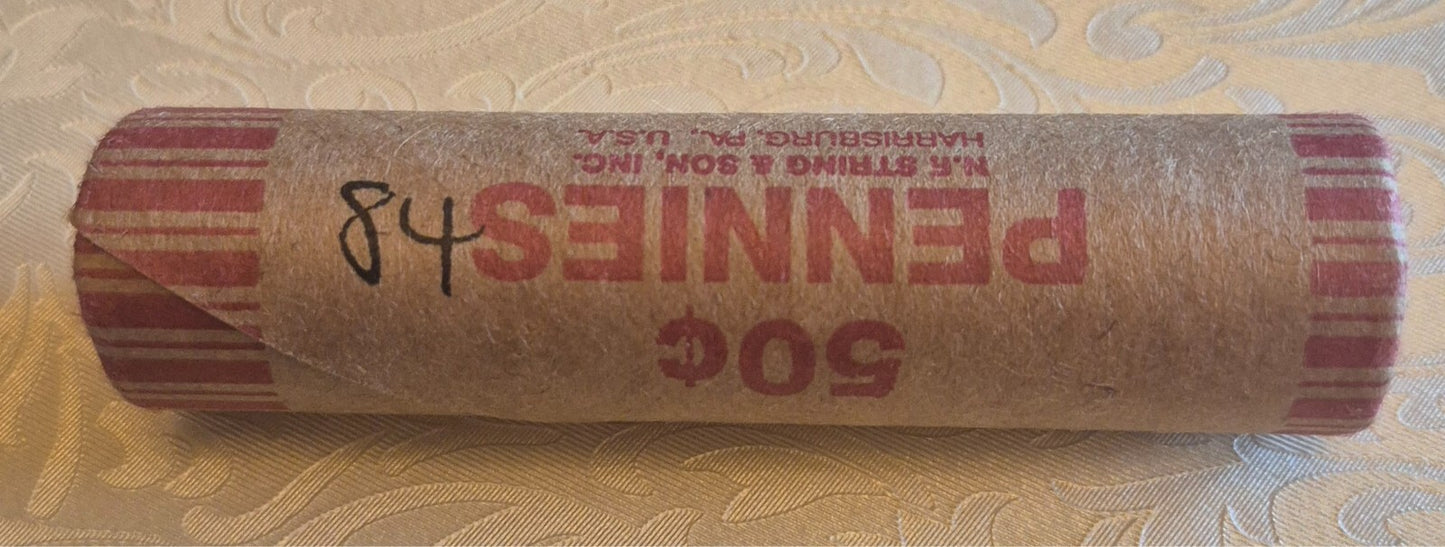 50¢
PENNIES
N.F. STRING & SON, INC.
HARRISBURG, PA., U.S.A.
84